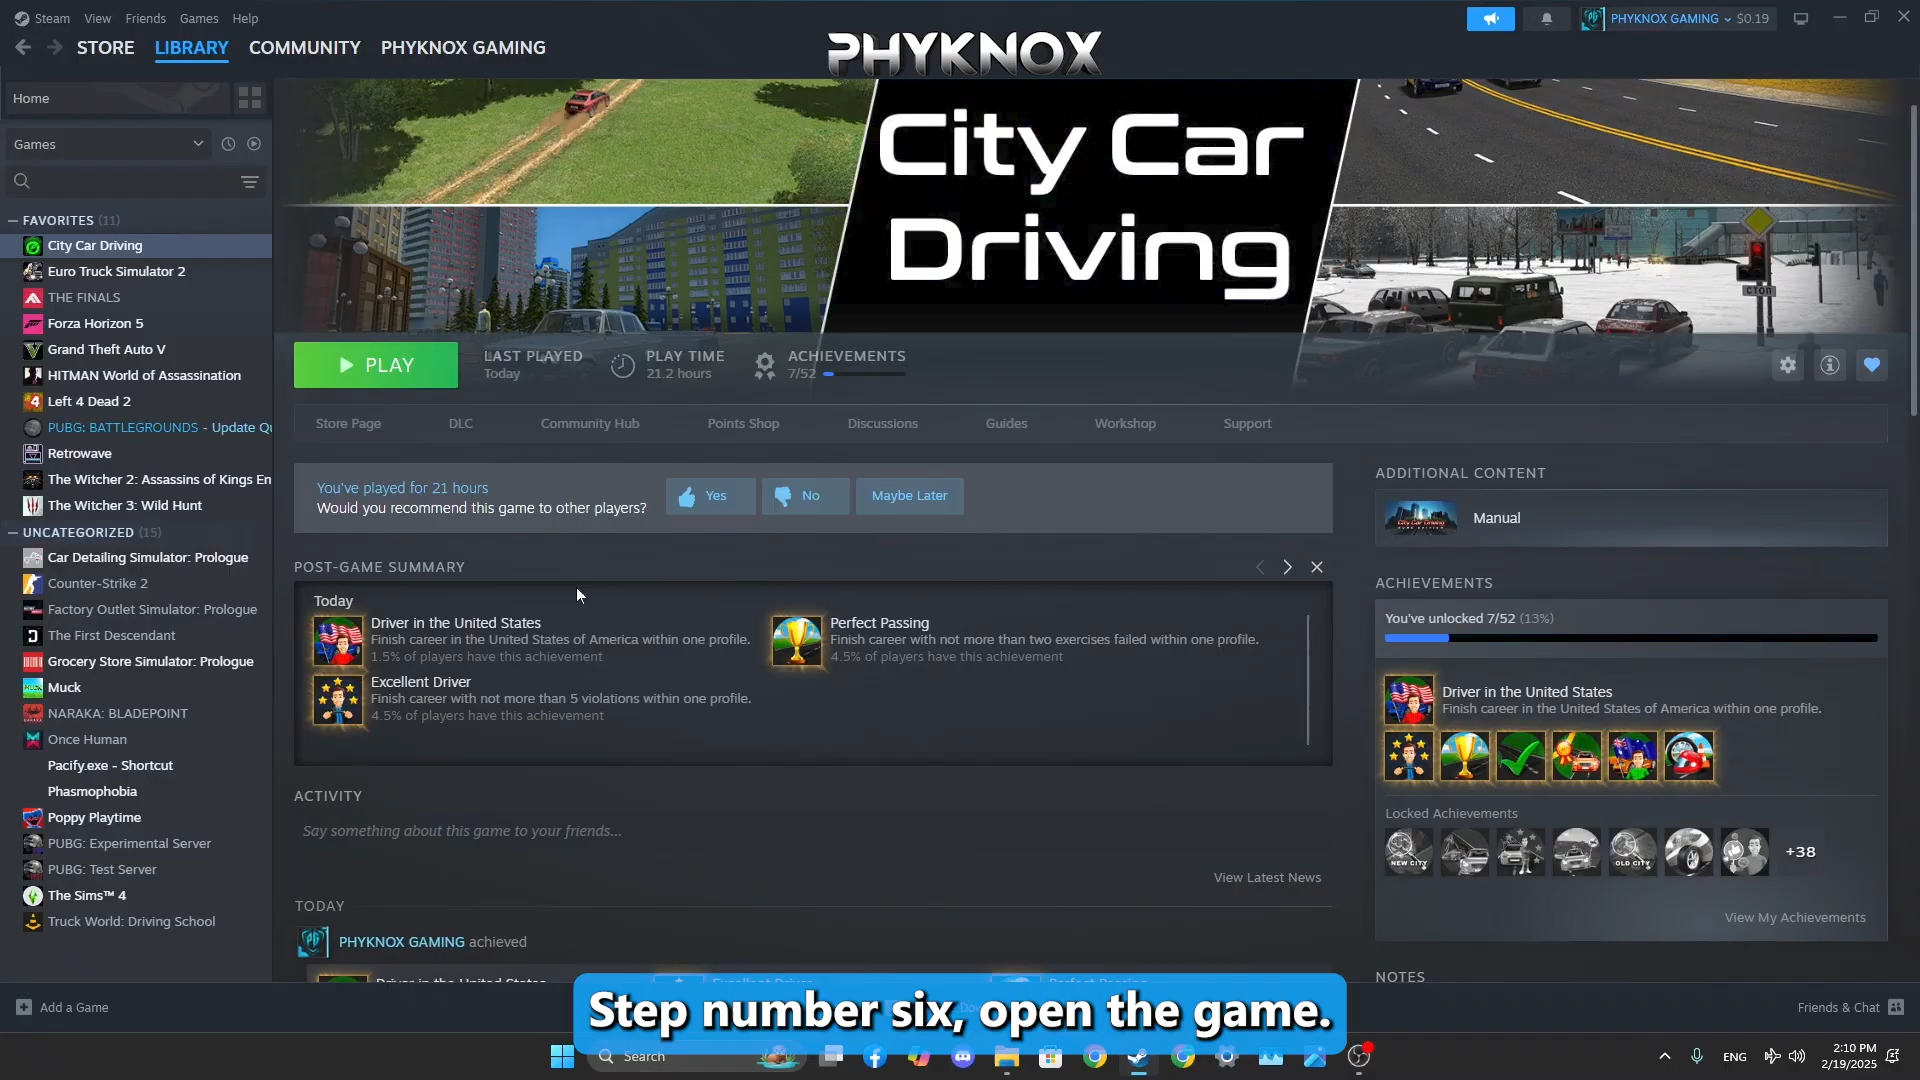 Steam View Friends Games Help
PHYKNOX GAMING $0.19
STORE LIBRARY COMMUNITY PHYKNOX GAMING
PHYKNOX
Home
Games
FAVORITES (11)
City Car Driving
Euro Truck Simulator 2
THE FINALS
Forza Horizon 5
Grand Theft Auto V
HITMAN World of Assassination
Left 4 Dead 2
PUBG: BATTLEGROUNDS - Update Qu
Retrowave
The Witcher 2: Assassins of Kings En
The Witcher 3: Wild Hunt
UNCATEGORIZED (15)
Car Detailing Simulator: Prologue
Counter-Strike 2
Factory Outlet Simulator: Prologue
The First Descendant
Grocery Store Simulator: Prologue
Muck
NARAKA: BLADEPOINT
Once Human
Pacify.exe - Shortcut
Phasmophobia
Poppy Playtime
PUBG: Experimental Server
PUBG: Test Server
The Sims™ 4
Truck World: Driving School
Add a Game
City Car
Driving
СТОП
PLAY
LAST PLAYED
Today
PLAY TIME
21.2 hours
ACHIEVEMENTS
7/52
Store Page DLC Community Hub Points Shop Discussions Guides Workshop Support
You've played for 21 hours
Would you recommend this game to other players?
Yes No Maybe Later
POST-GAME SUMMARY
Today
Driver in the United States
Finish career in the United States of America within one profile.
1.5% of players have this achievement
Perfect Passing
Finish career with not more than two exercises failed within one profile.
4.5% of players have this achievement
Excellent Driver
Finish career with not more than 5 violations within one profile.
4.5% of players have this achievement
ACTIVITY
Say something about this game to your friends...
View Latest News
TODAY
PHYKNOX GAMING achieved
Driver in the United States Excellent Driver Perfect Passing
ADDITIONAL CONTENT
Manual
ACHIEVEMENTS
You've unlocked 7/52 (13%)
Driver in the United States
Finish career in the United States of America within one profile.
Locked Achievements
NEW CITY
OLD CITY
+38
View My Achievements
NOTES
Friends & Chat
Step number six, open the game.
Search
ENG
2:10 PM
2/19/2025